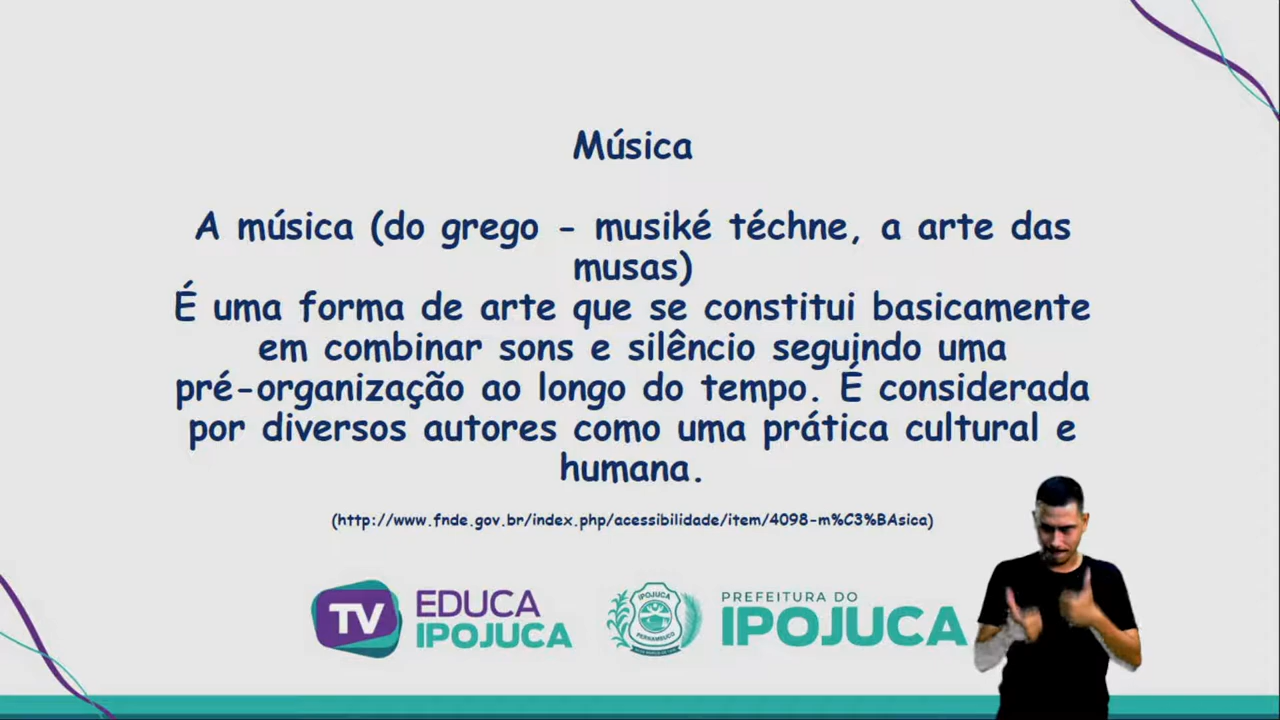 Música
A música (do grego - musiké téchne, a arte das
musas)
É uma forma de arte que se constitui basicamente
em combinar sons e silêncio seguindo uma
pré-organização ao longo do tempo. É considerada
por diversos autores como uma prática cultural e
humana.
(http://www.fnde.gov.br/index.php/acessibilidade/item/4098-m%C3%BAsica)
TV EDUCA
IPOJUCA
IPOJUCA
PERNAMBUCO
PREFEITURA DO
IPOJUCA